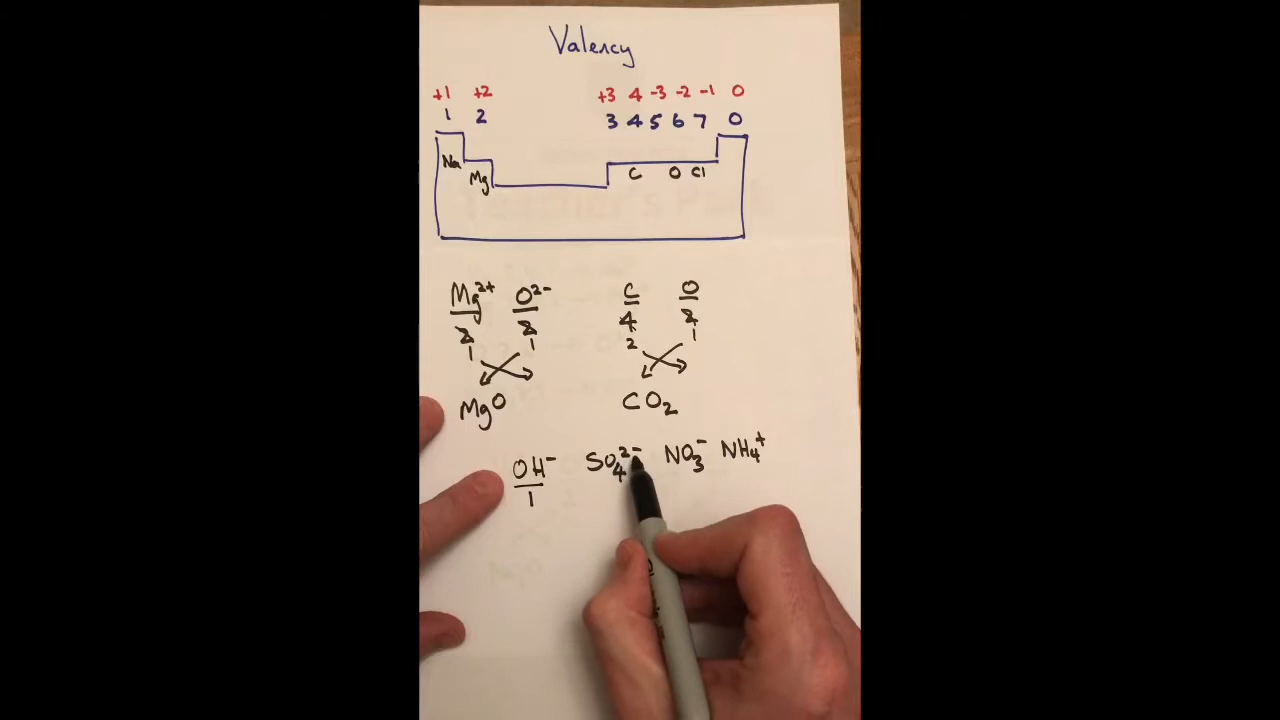 Valency
+1 +2 +3 4 -3 -2 -1 0
1 2 3 4 5 6 7 0
Na
Mg C O Cl
Mg²⁺ O²⁻ C O
2 2 4 2
1 1 2 1
MgO CO₂
OH⁻ SO₄²⁻ NO₃⁻ NH₄⁺
1